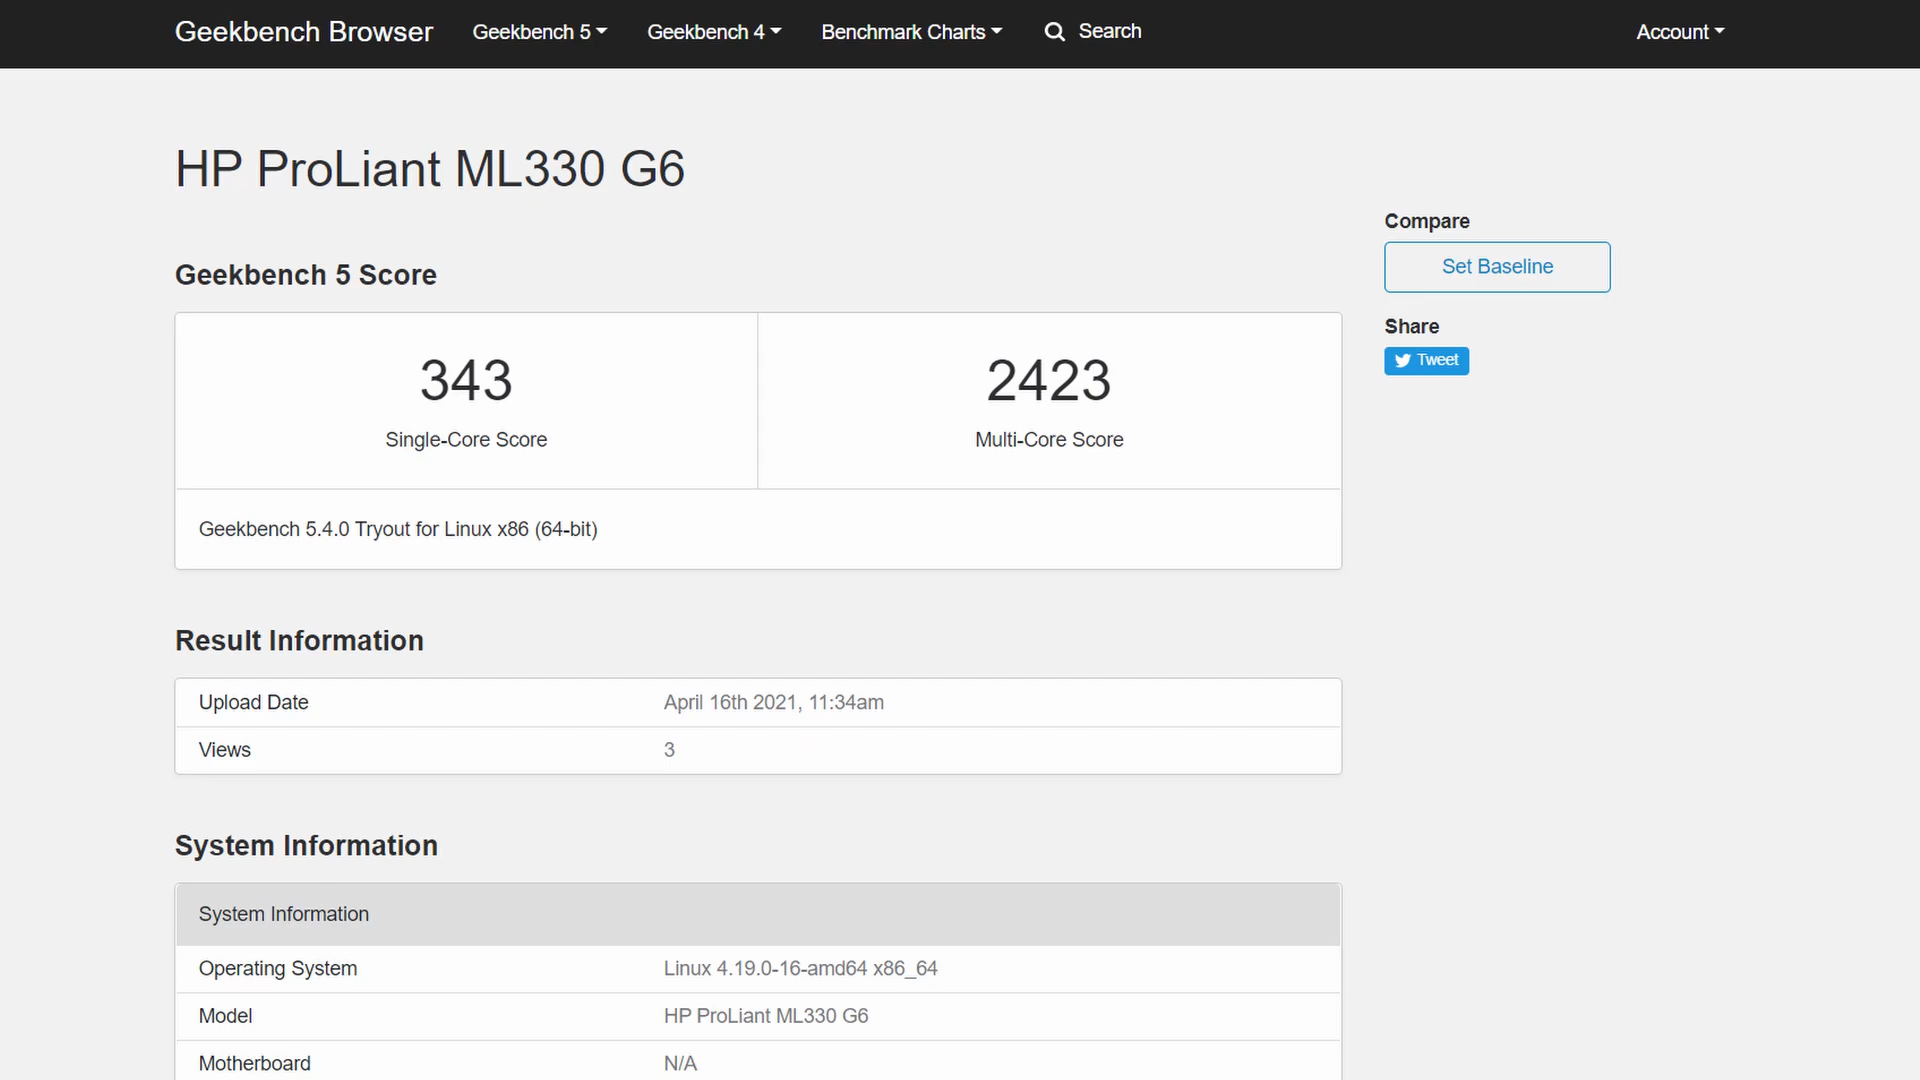 Geekbench Browser Geekbench 5 Geekbench 4 Benchmark Charts Search Account
HP ProLiant ML330 G6
Compare
Set Baseline
Share
Tweet
Geekbench 5 Score
343 2423
Single-Core Score Multi-Core Score
Geekbench 5.4.0 Tryout for Linux x86 (64-bit)
Result Information
Upload Date April 16th 2021, 11:34am
Views 3
System Information
System Information
Operating System Linux 4.19.0-16-amd64 x86_64
Model HP ProLiant ML330 G6
Motherboard N/A